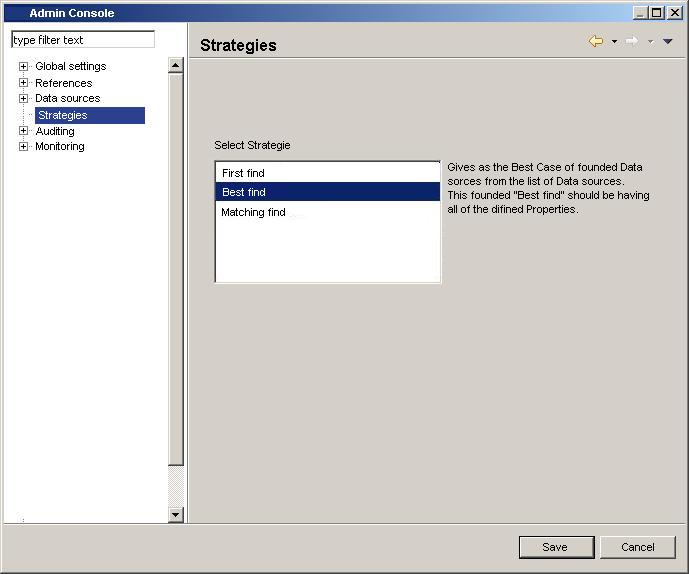 Admin Console
type filter text
Global settings
References
Data sources
Strategies
Auditing
Monitoring
Strategies
Select Strategie
First find
Best find
Matching find
Gives as the Best Case of founded Data
sorces from the list of Data sources.
This founded "Best find" should be having
all of the difined Properties.
Save
Cancel